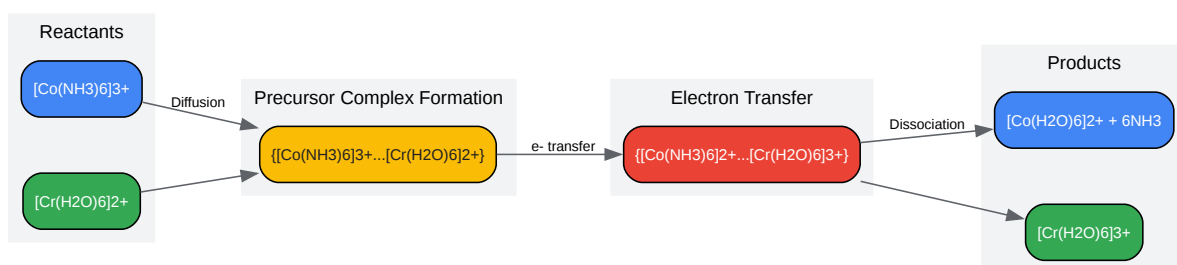 Reactants
[Co(NH3)6]3+
[Cr(H2O)6]2+
Diffusion
Precursor Complex Formation
{[Co(NH3)6]3+...[Cr(H2O)6]2+}
e- transfer
Electron Transfer
{[Co(NH3)6]2+...[Cr(H2O)6]3+}
Dissociation
Products
[Co(H2O)6]2+ + 6NH3
[Cr(H2O)6]3+